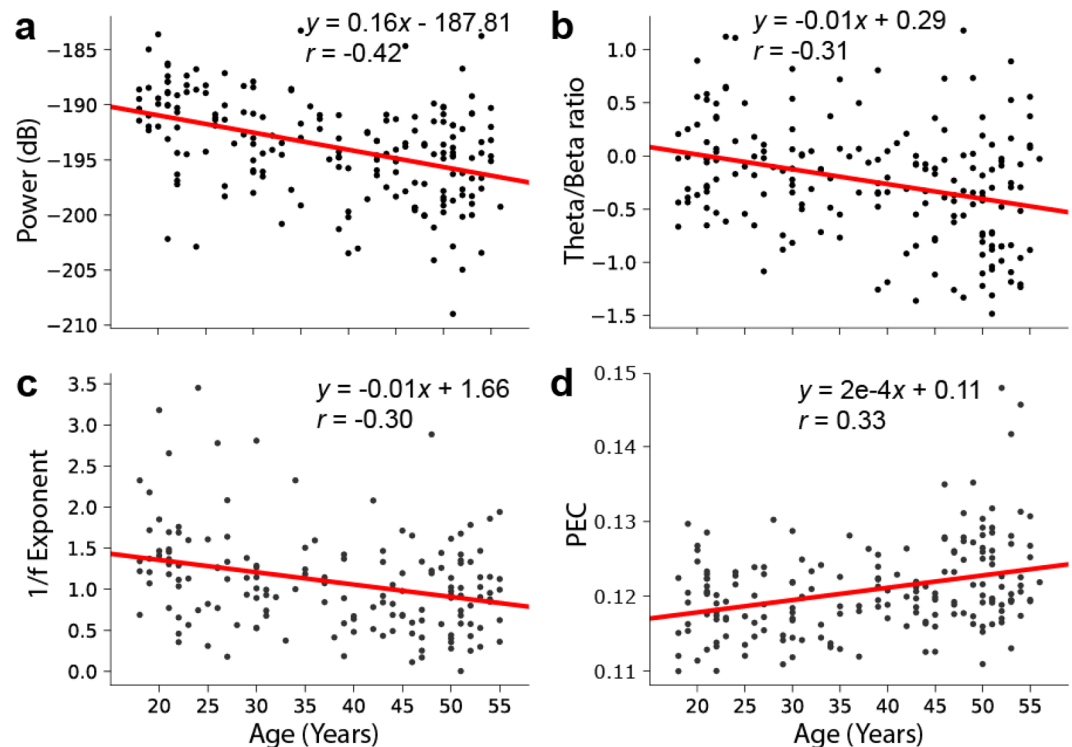 a
y = 0.16x - 187.81
r = -0.42
Power (dB)
−185
−190
−195
−200
−205
−210
b
y = -0.01x + 0.29
r = -0.31
Theta/Beta ratio
1.0
0.5
0.0
−0.5
−1.0
−1.5
c
y = -0.01x + 1.66
r = -0.30
1/f Exponent
3.5
3.0
2.5
2.0
1.5
1.0
0.5
0.0
20 25 30 35 40 45 50 55
Age (Years)
d
y = 2e-4x + 0.11
r = 0.33
PEC
0.15
0.13
0.12
0.11
20 25 30 35 40 45 50 55
Age (Years)